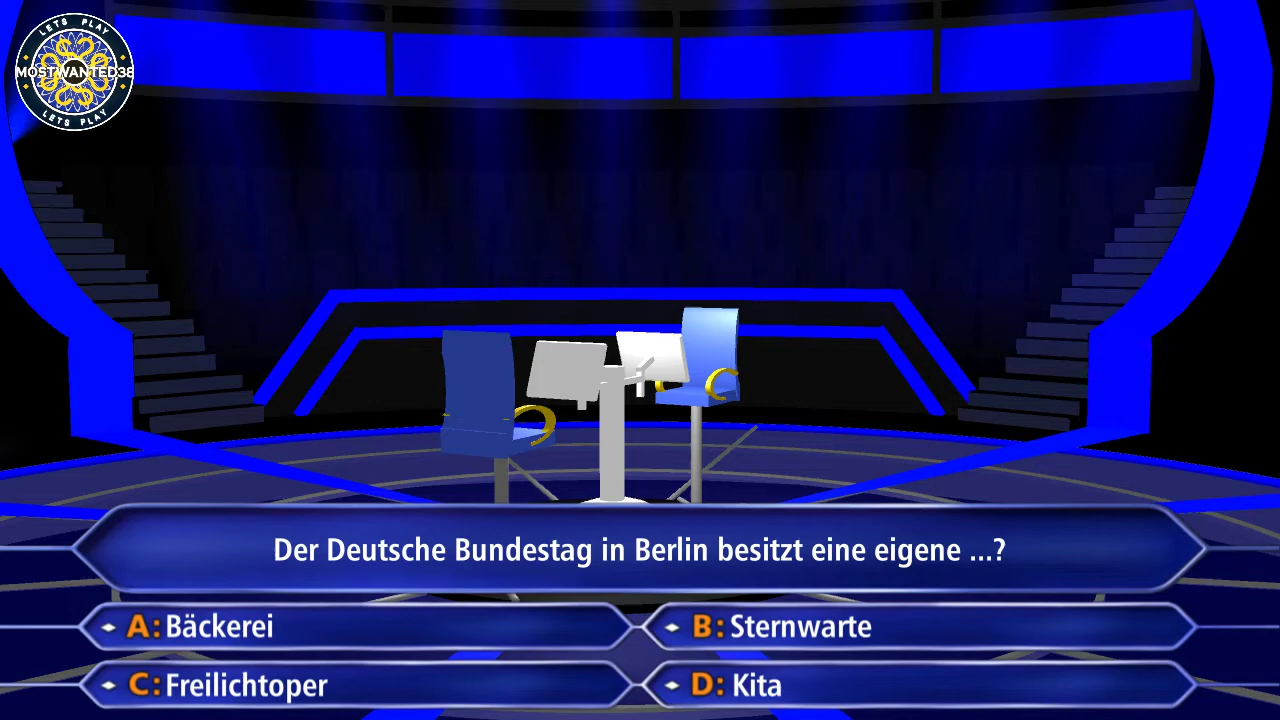 LETS PLAY
MOSTWANTED38
LETS PLAY
Der Deutsche Bundestag in Berlin besitzt eine eigene ...?
A: Bäckerei
B: Sternwarte
C: Freilichtoper
D: Kita